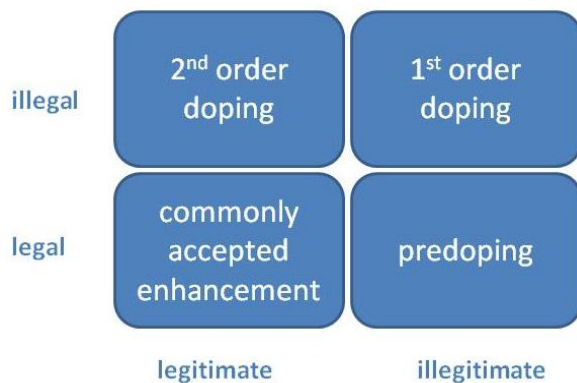 illegal
2nd order
doping
1st order
doping
legal
commonly
accepted
enhancement
predoping
legitimate
illegitimate